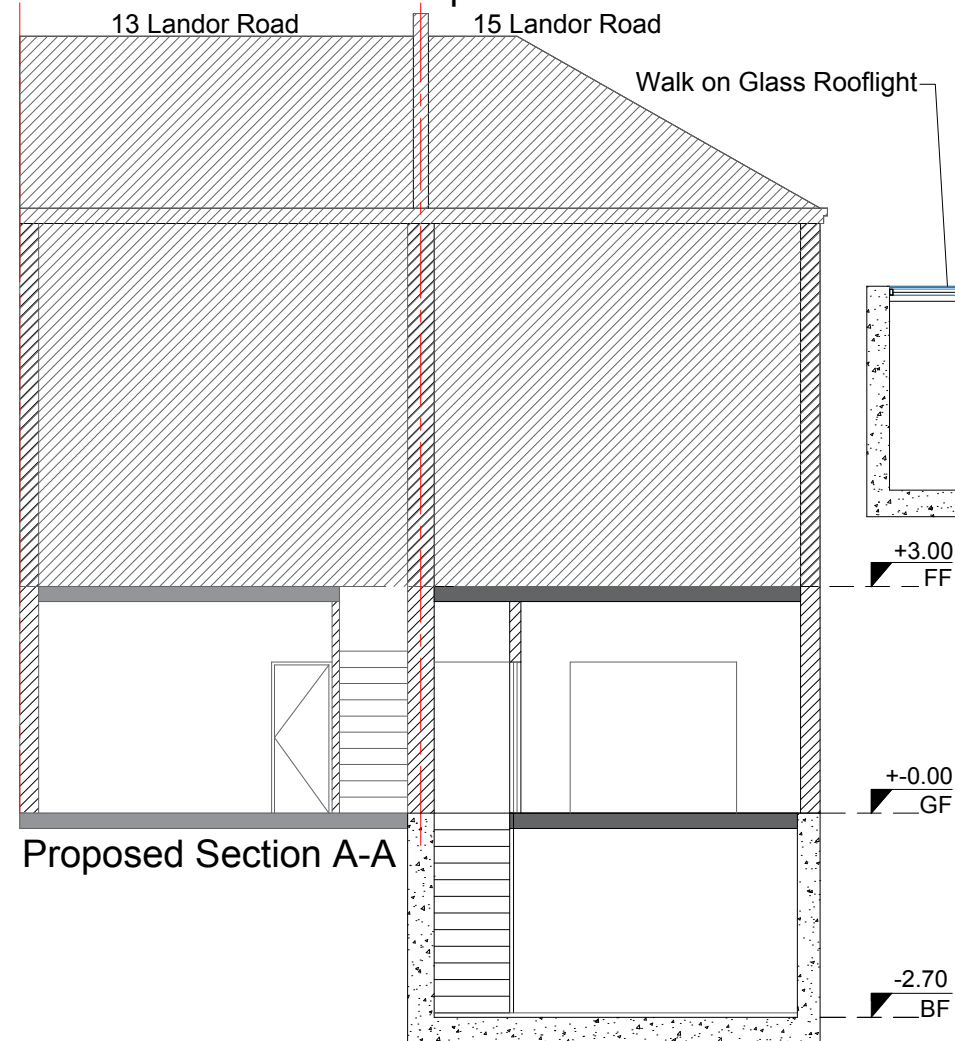 13 Landor Road
15 Landor Road
Walk on Glass Rooflight
+3.00
FF
+-0.00
GF
Proposed Section A-A
-2.70
BF